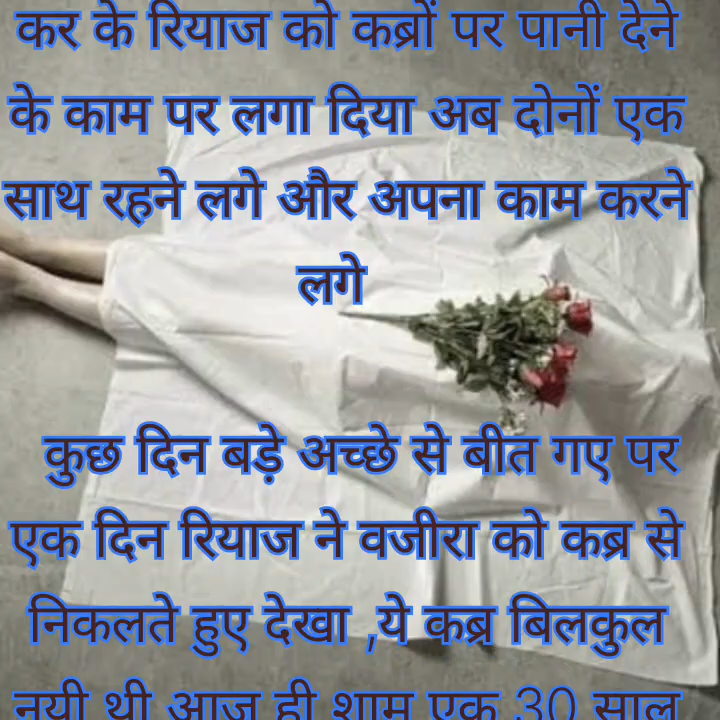 कर के रियाज को कब्रों पर पानी देने
के काम पर लगा दिया अब दोनों एक
साथ रहने लगे और अपना काम करने
लगे
कुछ दिन बड़े अच्छे से बीत गए पर
एक दिन रियाज ने वजीरा को कब्र से
निकलते हुए देखा ,ये कब्र बिलकुल
नयी थी आज ही शाम एक 30 साल